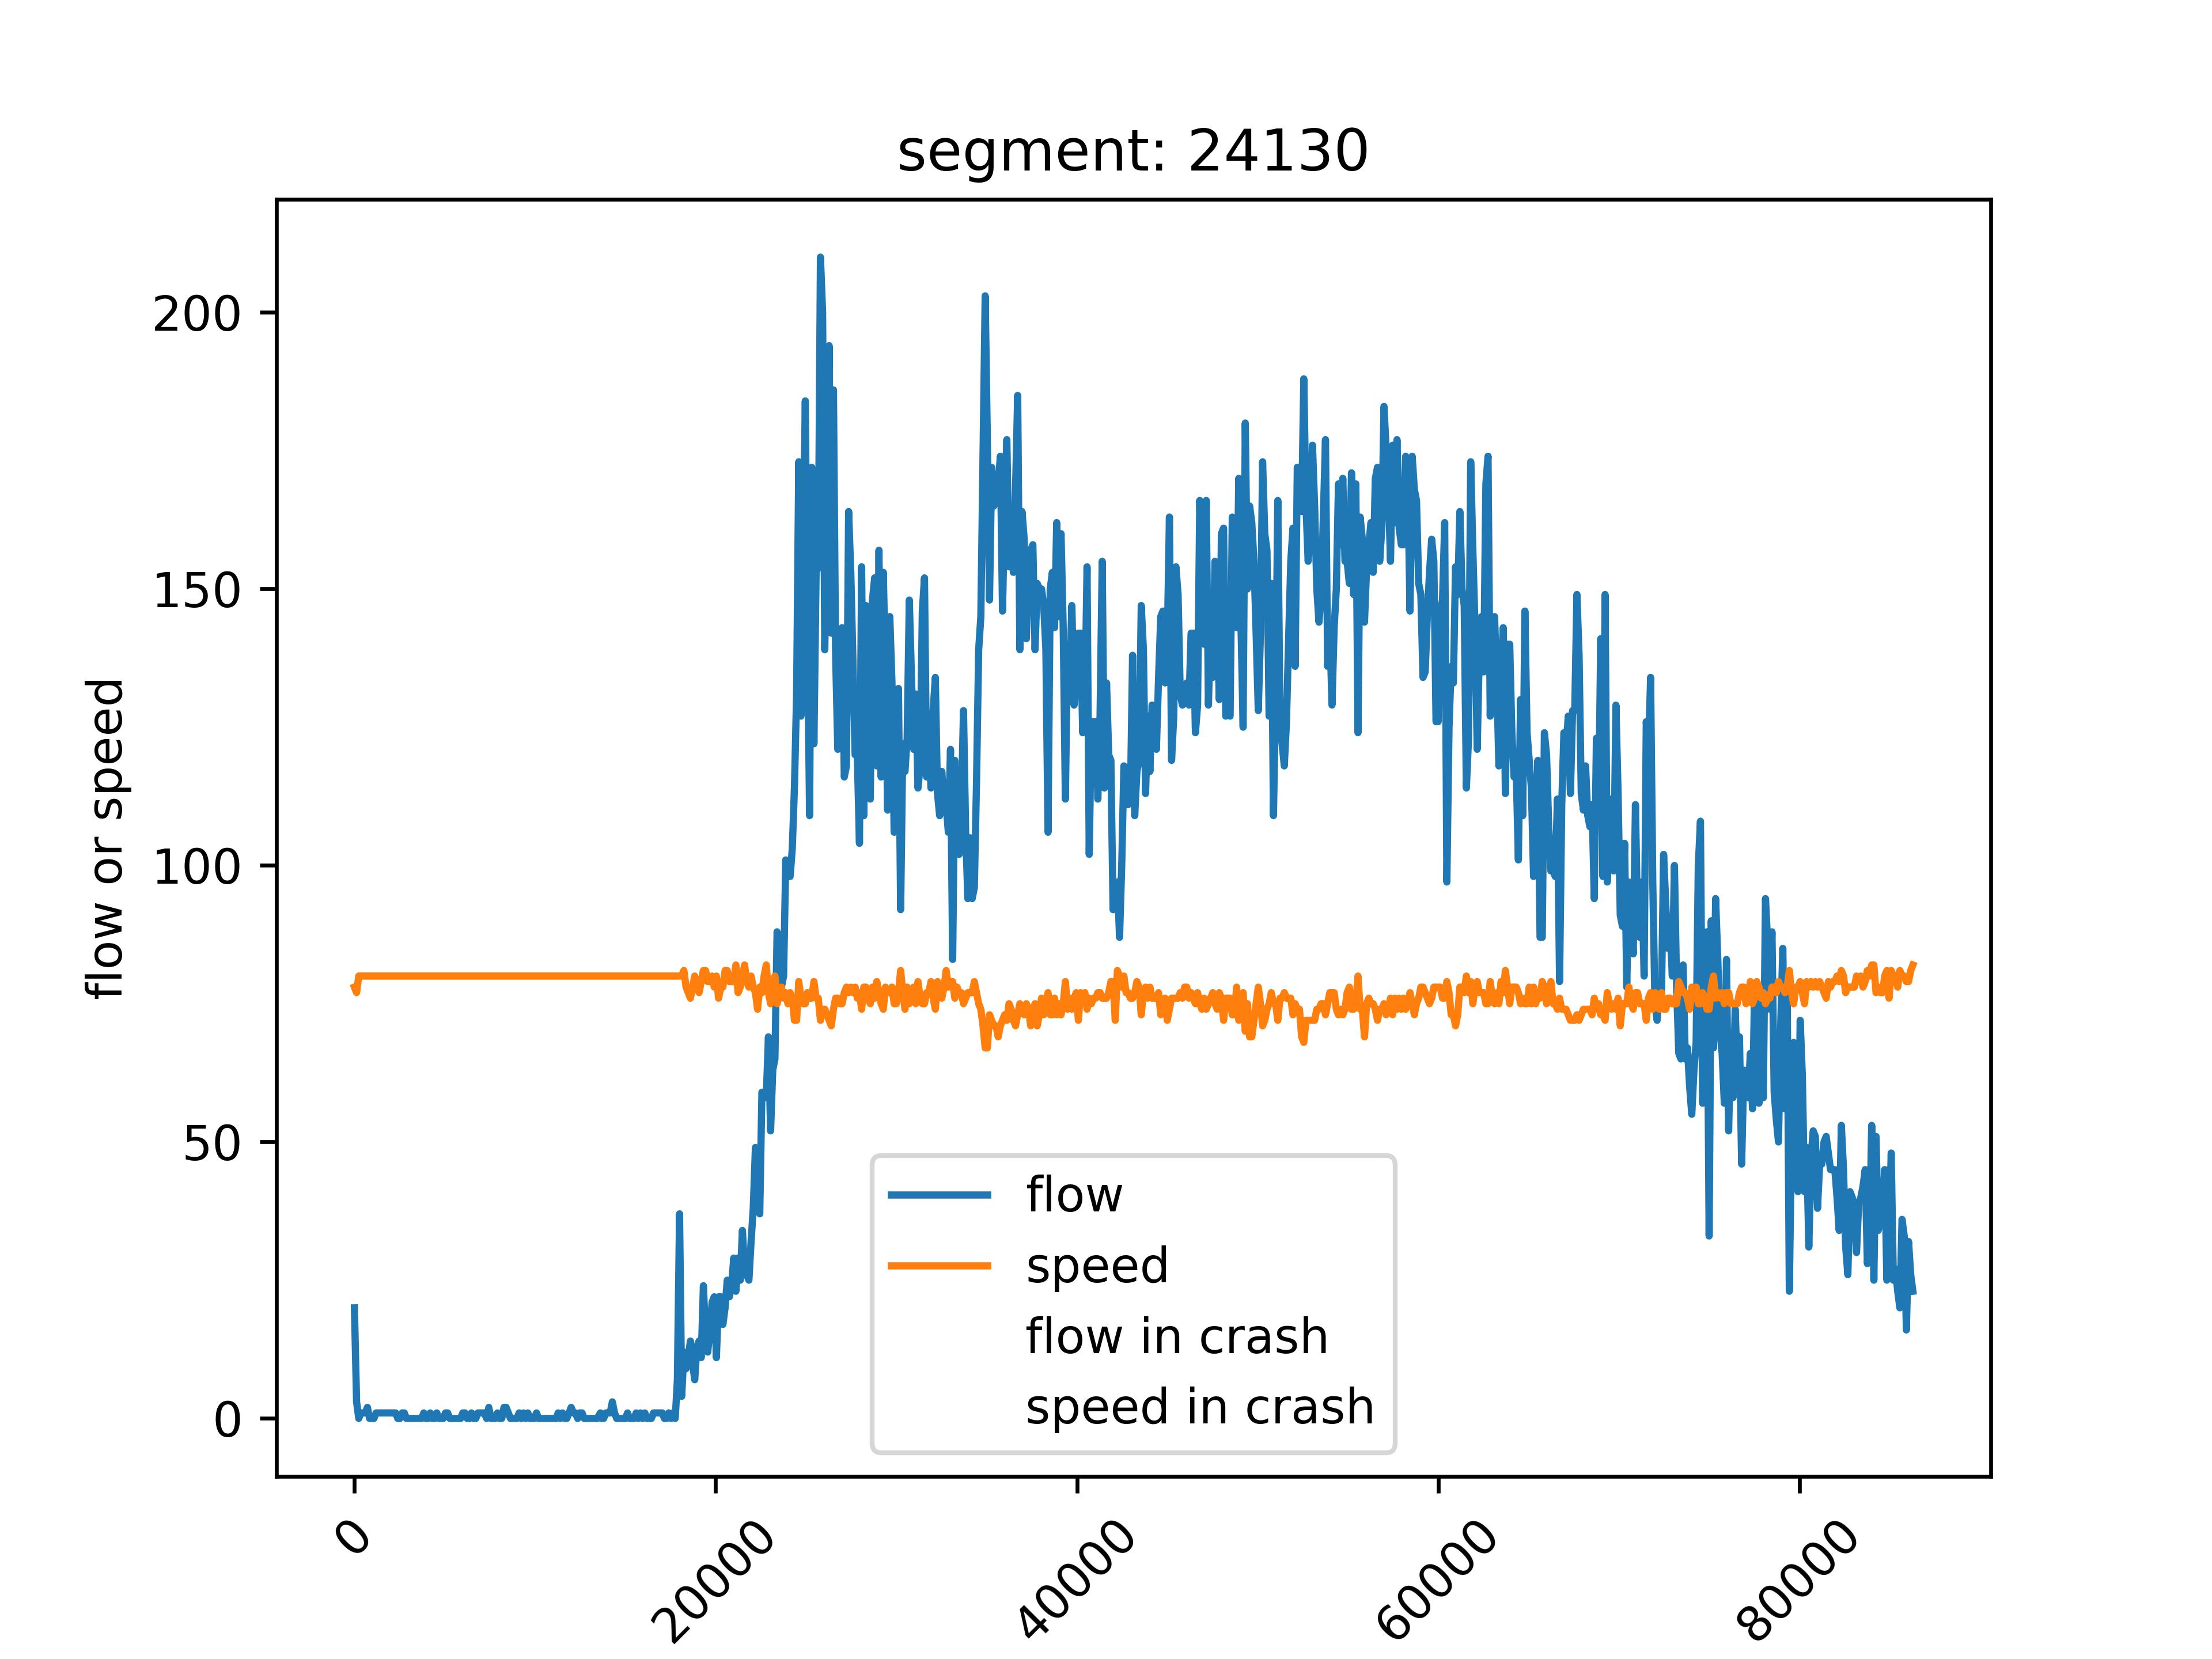 segment: 24130
flow or speed
200
150
100
50
0
flow
speed
flow in crash
speed in crash
0
20000
40000
60000
80000